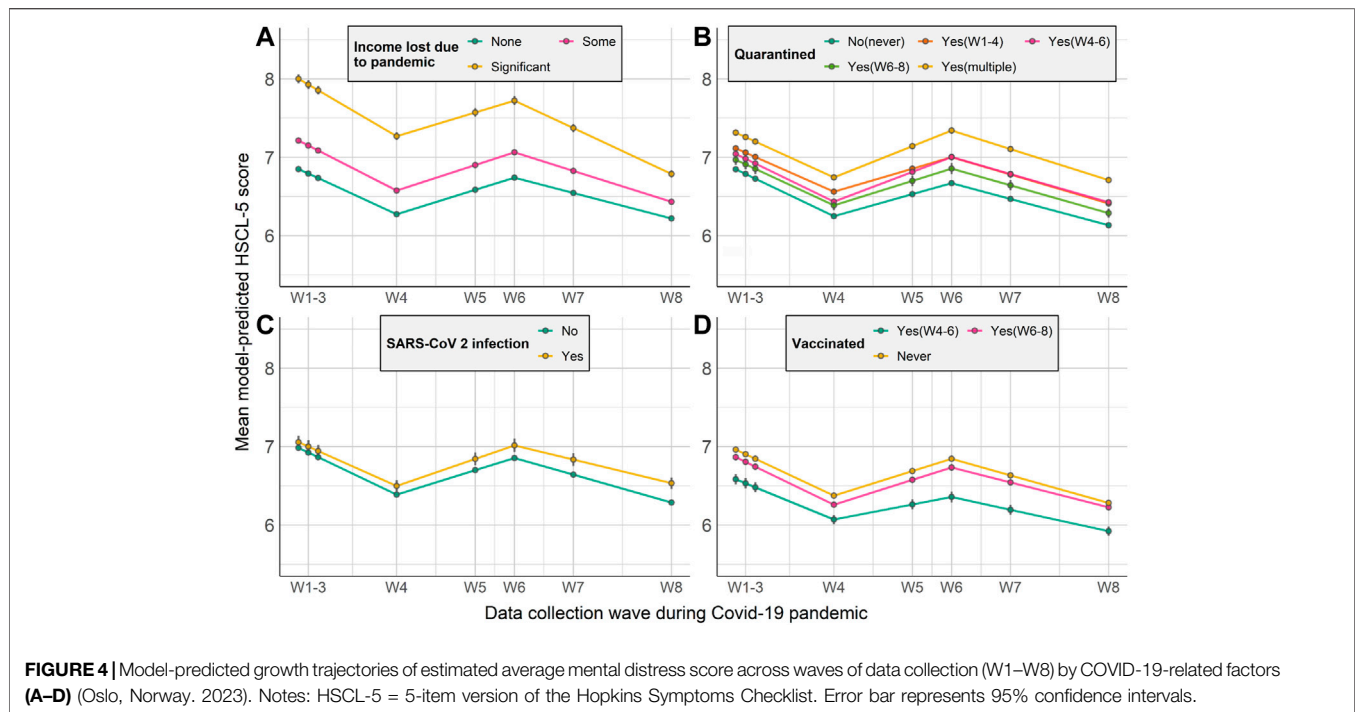 A
Income lost due
to pandemic
None
Some
Significant
B
Quarantined
No(never)
Yes(W1-4)
Yes(W4-6)
Yes(W6-8)
Yes(multiple)
8
7
6
W1-3 W4 W5 W6 W7 W8
W1-3 W4 W5 W6 W7 W8
Mean model-predicted HSCL-5 score
C
SARS-CoV 2 infection
No
Yes
D
Vaccinated
Yes(W4-6)
Yes(W6-8)
Never
8
7
6
W1-3 W4 W5 W6 W7 W8
W1-3 W4 W5 W6 W7 W8
8
7
6
8
7
6
Data collection wave during Covid-19 pandemic
FIGURE 4 | Model-predicted growth trajectories of estimated average mental distress score across waves of data collection (W1–W8) by COVID-19-related factors
(A–D) (Oslo, Norway. 2023). Notes: HSCL-5 = 5-item version of the Hopkins Symptoms Checklist. Error bar represents 95% confidence intervals.